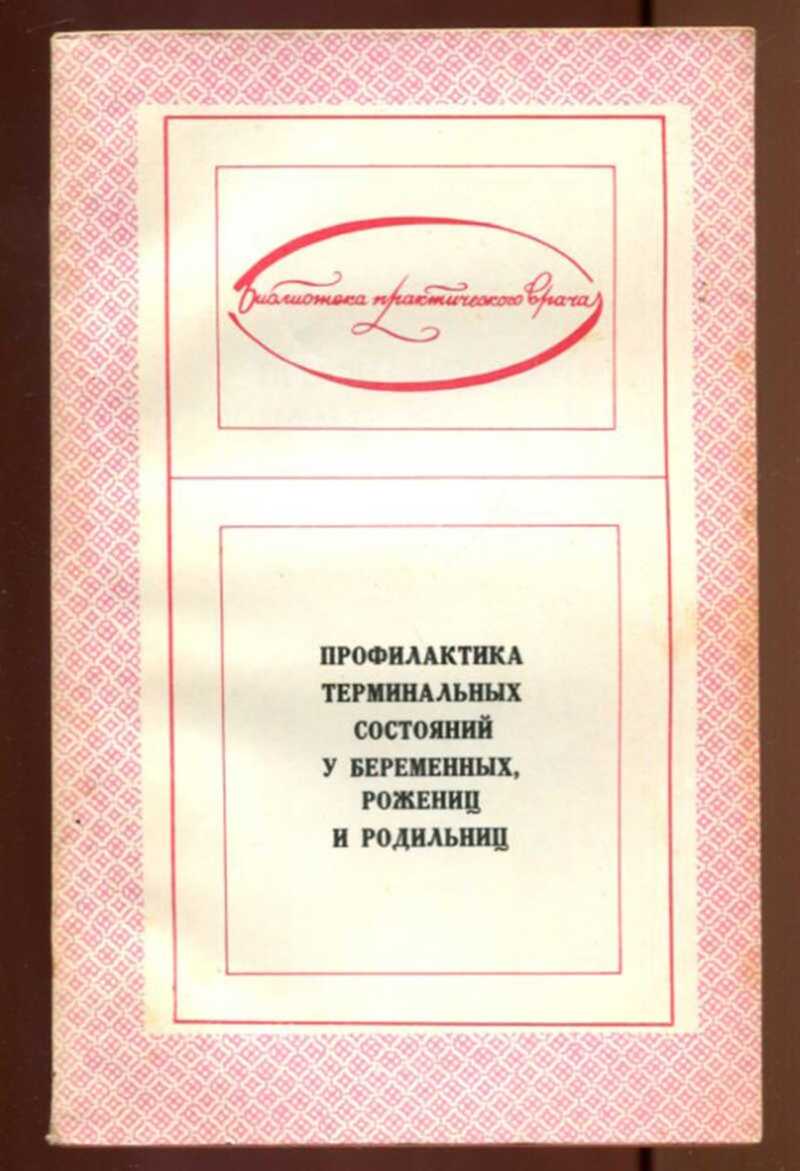 Библиотека практического врача
ПРОФИЛАКТИКА
ТЕРМИНАЛЬНЫХ
СОСТОЯНИЙ
У БЕРЕМЕННЫХ,
РОЖЕНИЦ
И РОДИЛЬНИЦ